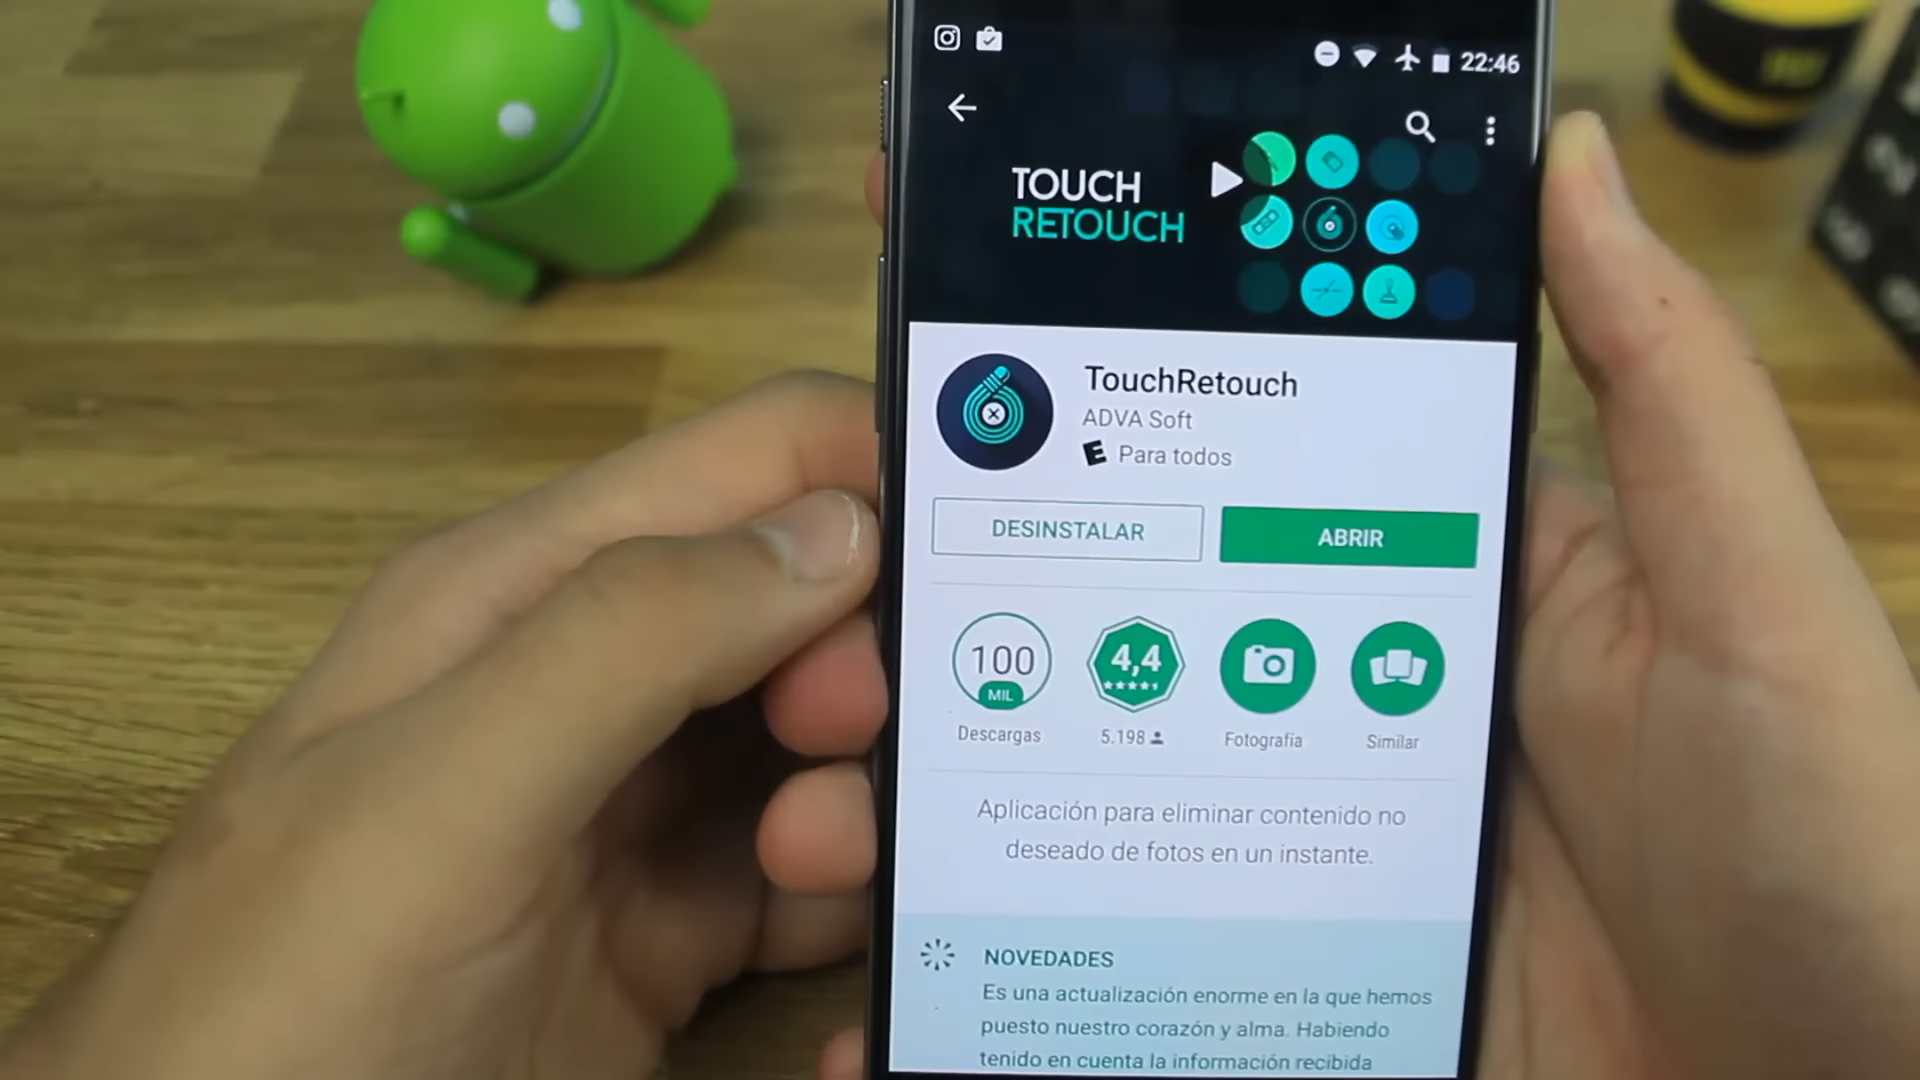 22:46
TOUCH
RETOUCH
TouchRetouch
ADVA Soft
E Para todos
DESINSTALAR
ABRIR
100
MIL
4,4
Descargas
5.198
Fotografía
Similar
Aplicación para eliminar contenido no
deseado de fotos en un instante.
NOVEDADES
Es una actualización enorme en la que hemos
puesto nuestro corazón y alma. Habiendo
tenido en cuenta la información recibida